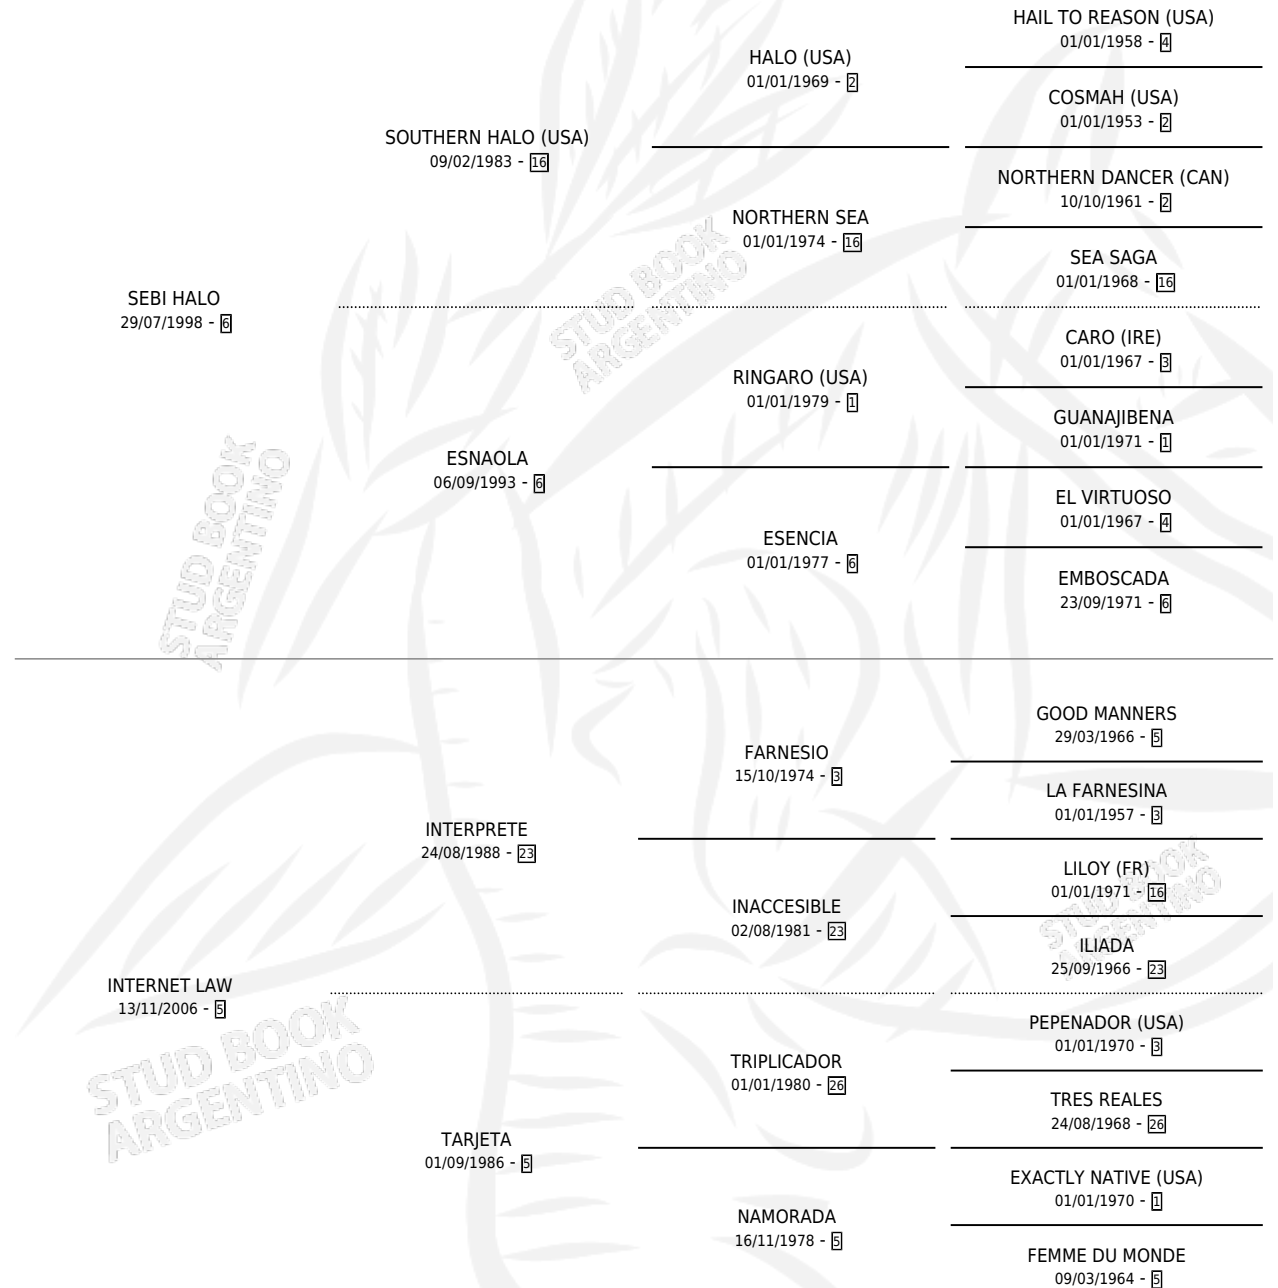 HAIL TO REASON (USA)
01/01/1958 - 4
HALO (USA)
01/01/1969 - 2
COSMAH (USA)
01/01/1953 - 2
SOUTHERN HALO (USA)
09/02/1983 - 16
NORTHERN DANCER (CAN)
10/10/1961 - 2
NORTHERN SEA
01/01/1974 - 16
SEA SAGA
01/01/1968 - 16
SEBI HALO
29/07/1998 - 6
CARO (IRE)
01/01/1967 - 3
RINGARO (USA)
01/01/1979 - 1
GUANAJIBENA
01/01/1971 - 1
ESNAOLA
06/09/1993 - 6
EL VIRTUOSO
01/01/1967 - 4
ESENCIA
01/01/1977 - 6
EMBOSCADA
23/09/1971 - 6
STUD BOOK
ARGENTINO
STUD BOOK
ARGENTINO
GOOD MANNERS
29/03/1966 - 5
FARNESIO
15/10/1974 - 3
LA FARNESINA
01/01/1957 - 3
INTERPRETE
24/08/1988 - 23
LILOY (FR)
01/01/1971 - 16
INACCESIBLE
02/08/1981 - 23
ILIADA
25/09/1966 - 23
STUD BOOK
ARGENTINO
INTERNET LAW
13/11/2006 - 5
PEPENADOR (USA)
01/01/1970 - 3
TRIPLICADOR
01/01/1980 - 26
TRES REALES
24/08/1968 - 26
STUD BOOK
ARGENTINO
TARJETA
01/09/1986 - 5
EXACTLY NATIVE (USA)
01/01/1970 - 1
NAMORADA
16/11/1978 - 5
FEMME DU MONDE
09/03/1964 - 5